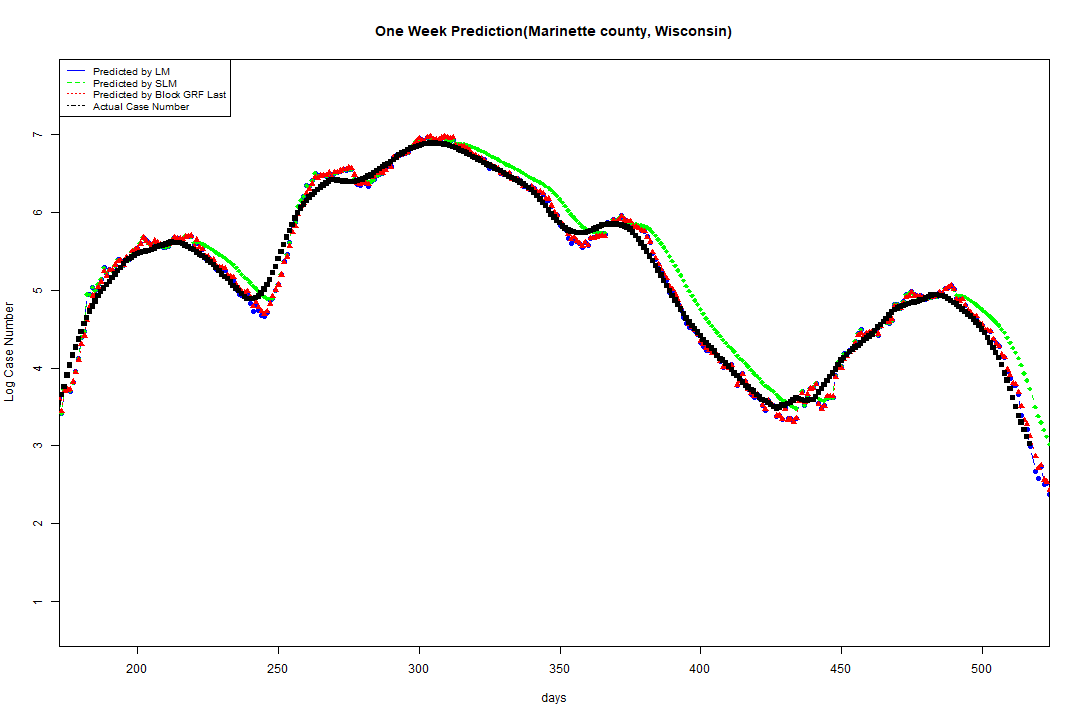 One Week Prediction(Marinette county, Wisconsin)
Predicted by LM
Predicted by SLM
Predicted by Block GRF Last
Actual Case Number
7
6
5
4
3
2
1
Log Case Number
200 250 300 350 400 450 500
days